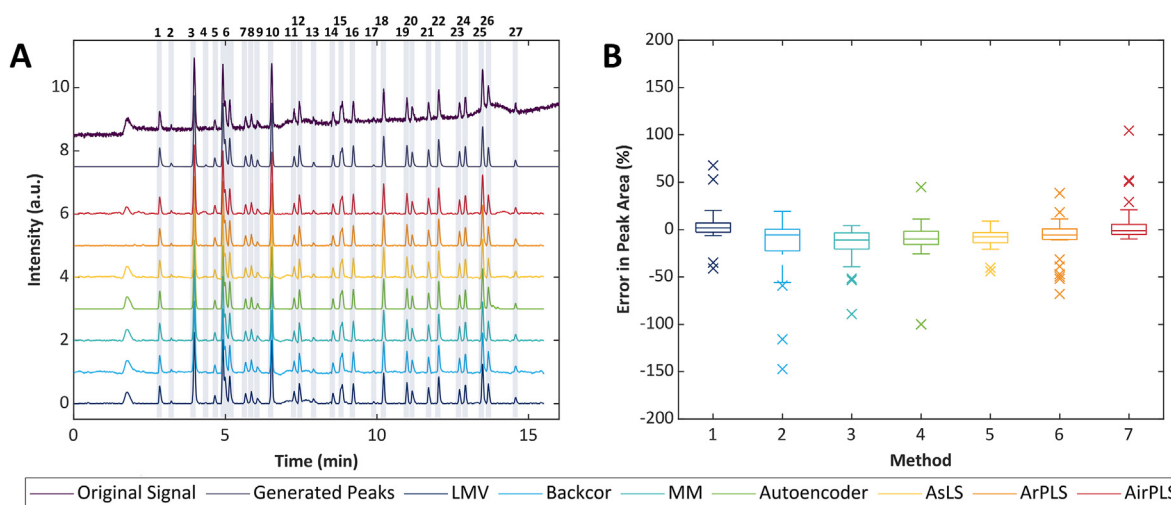 A
12 15 18 20 22 24 26
1 2 3 4 5 6 7 8 9 10 11 13 14 16 17 19 21 23 25 27
10
8
6
4
2
0
Intensity (a.u.)
0 5 10 15
Time (min)
B
200
150
100
50
0
-50
-100
-150
-200
Error in Peak Area (%)
1 2 3 4 5 6 7
Method
Original Signal Generated Peaks LMV Backcor MM Autoencoder AsLS ArPLS AirPLS